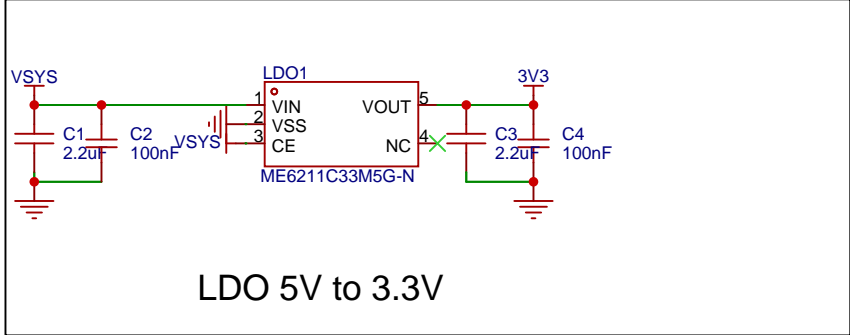 VSYS
LDO1
3V3
1
VIN
VOUT
5
2
VSS
VSYS
3
CE
NC
4
C1
2.2uF
C2
100nF
C3
2.2uF
C4
100nF
ME6211C33M5G-N
LDO 5V to 3.3V